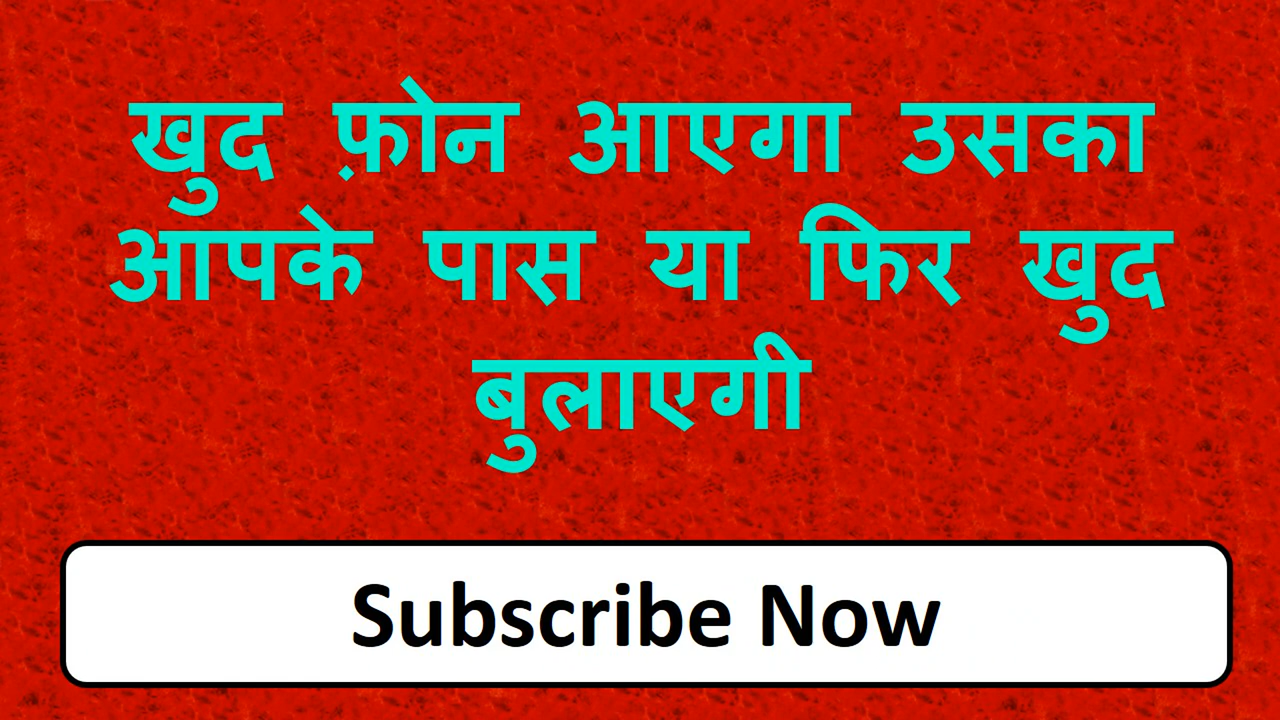 खुद फ़ोन आएगा उसका
आपके पास या फिर खुद
बुलाएगी
Subscribe Now